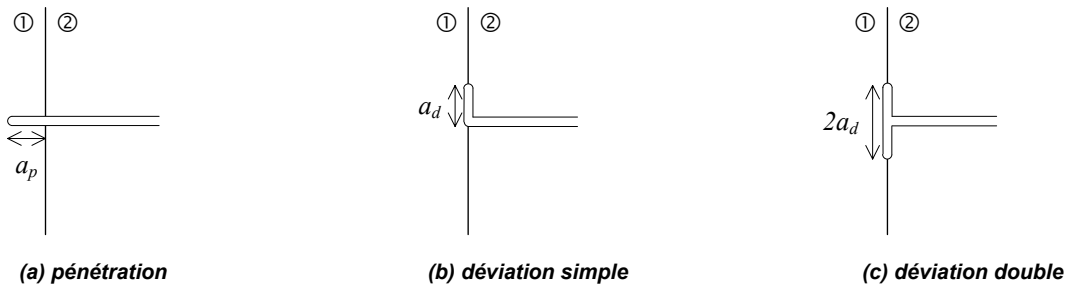 ① ②
a_p
(a) pénétration
① ②
a_d
(b) déviation simple
① ②
2a_d
(c) déviation double